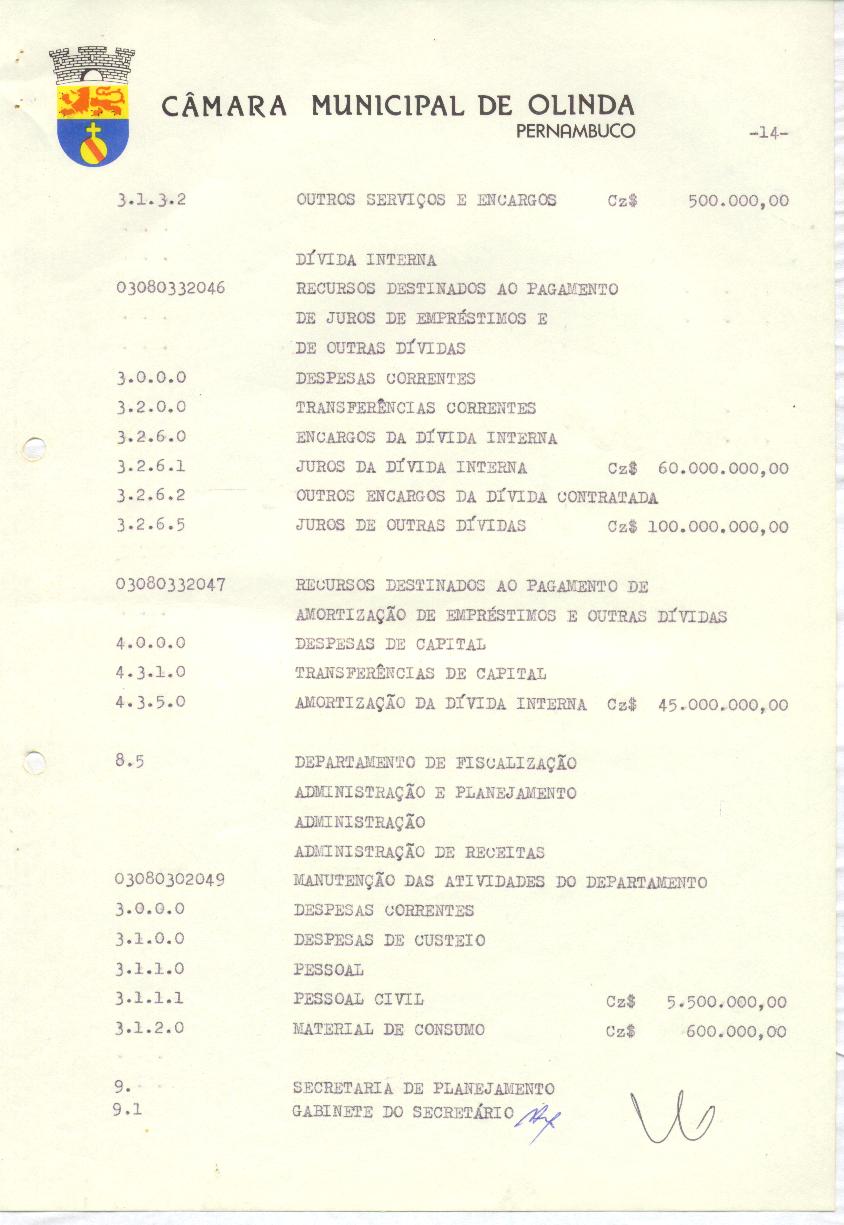 CÂMARA MUNICIPAL DE OLINDA
PERNAMBUCO
-14-
3.1.3.2 OUTROS SERVIÇOS E ENCARGOS Cz$ 500.000,00
DÍVIDA INTERNA
03080332046 RECURSOS DESTINADOS AO PAGAMENTO
DE JUROS DE EMPRÉSTIMOS E
DE OUTRAS DÍVIDAS
3.0.0.0 DESPESAS CORRENTES
3.2.0.0 TRANSFERÊNCIAS CORRENTES
3.2.6.0 ENCARGOS DA DÍVIDA INTERNA
3.2.6.1 JUROS DA DÍVIDA INTERNA Cz$ 60.000.000,00
3.2.6.2 OUTROS ENCARGOS DA DÍVIDA CONTRATADA
3.2.6.5 JUROS DE OUTRAS DÍVIDAS Cz$ 100.000.000,00
03080332047 RECURSOS DESTINADOS AO PAGAMENTO DE
AMORTIZAÇÃO DE EMPRÉSTIMOS E OUTRAS DÍVIDAS
4.0.0.0 DESPESAS DE CAPITAL
4.3.1.0 TRANSFERÊNCIAS DE CAPITAL
4.3.5.0 AMORTIZAÇÃO DA DÍVIDA INTERNA Cz$ 45.000.000,00
8.5 DEPARTAMENTO DE FISCALIZAÇÃO
ADMINISTRAÇÃO E PLANEJAMENTO
ADMINISTRAÇÃO
ADMINISTRAÇÃO DE RECEITAS
03080302049 MANUTENÇÃO DAS ATIVIDADES DO DEPARTAMENTO
3.0.0.0 DESPESAS CORRENTES
3.1.0.0 DESPESAS DE CUSTEIO
3.1.1.0 PESSOAL
3.1.1.1 PESSOAL CIVIL Cz$ 5.500.000,00
3.1.2.0 MATERIAL DE CONSUMO Cz$ 600.000,00
9. SECRETARIA DE PLANEJAMENTO
9.1 GABINETE DO SECRETÁRIO